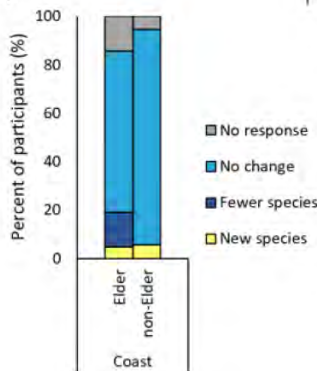 Percent of participants (%)
100
80
60
40
20
0
Elder
non-Elder
Coast
No response
No change
Fewer species
New species